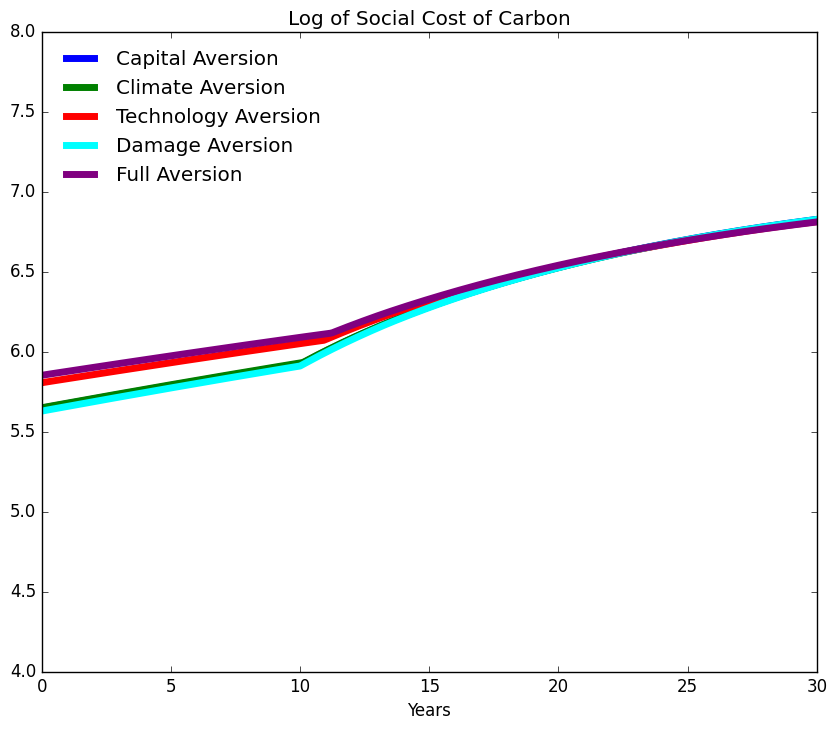 Log of Social Cost of Carbon
8.0
7.5
7.0
6.5
6.0
5.5
5.0
4.5
4.0
Capital Aversion
Climate Aversion
Technology Aversion
Damage Aversion
Full Aversion
0 5 10 15 20 25 30
Years